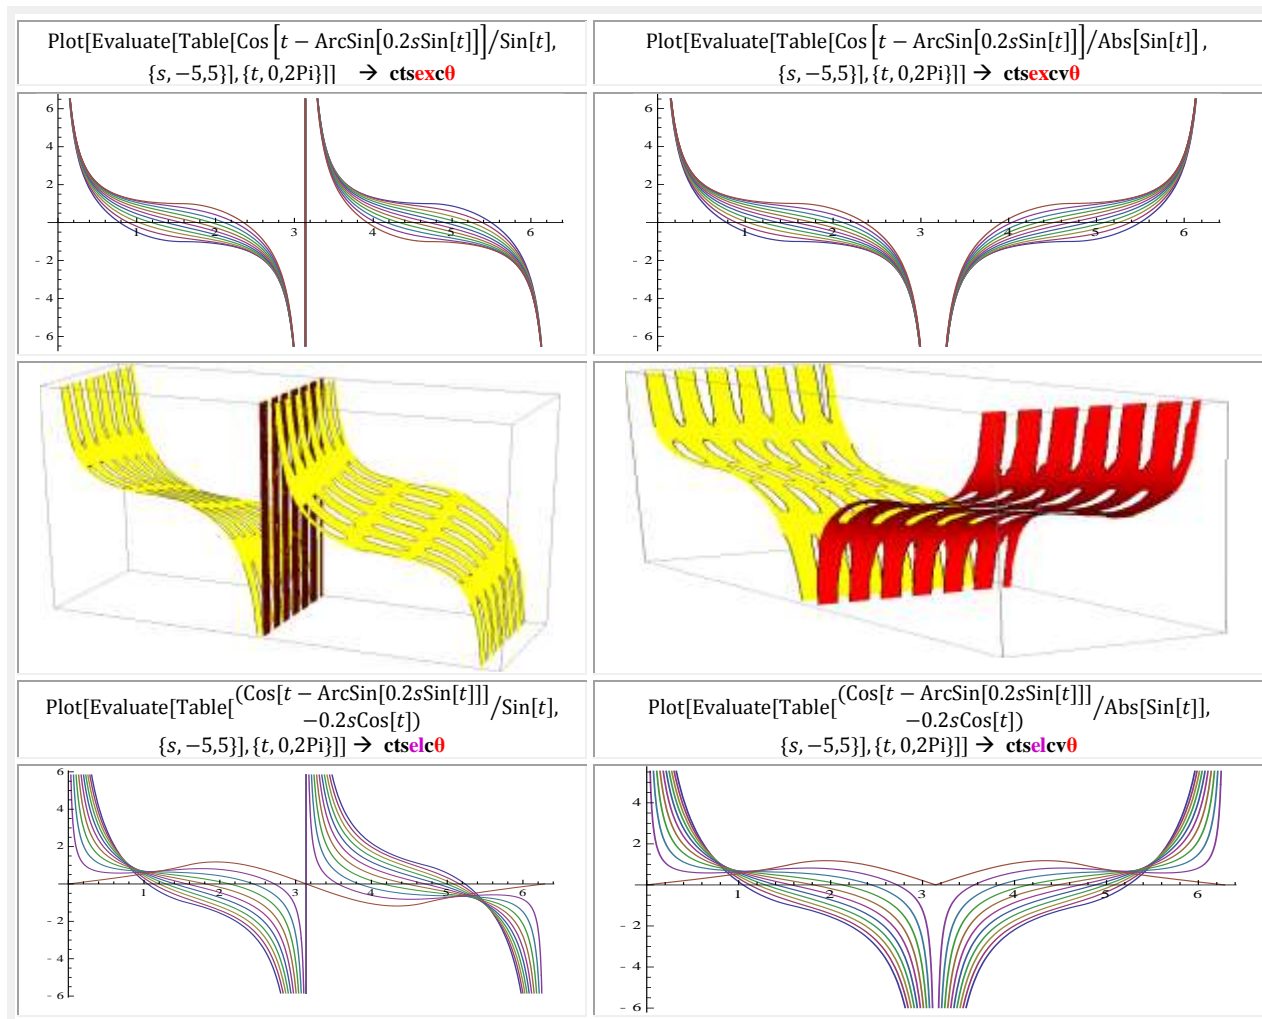 Plot[Evaluate[Table[Cos[t − ArcSin[0.2sSin[t]]]/Sin[t],
{s, −5,5}], {t, 0,2Pi}]] → ctsexcθ
Plot[Evaluate[Table[Cos[t − ArcSin[0.2sSin[t]]]/Abs[Sin[t]],
{s, −5,5}], {t, 0,2Pi}]] → ctsexcvθ
6
4
2
1 2 3 4 5 6
- 2
- 4
- 6
6
4
2
1 2 3 4 5 6
- 2
- 4
- 6
Plot[Evaluate[Table[(Cos[t − ArcSin[0.2sSin[t]]]
−0.2sCos[t])/Sin[t],
{s, −5,5}], {t, 0,2Pi}]] → ctselcθ
Plot[Evaluate[Table[(Cos[t − ArcSin[0.2sSin[t]]]
−0.2sCos[t])/Abs[Sin[t]],
{s, −5,5}], {t, 0,2Pi}]] → ctselcvθ
6
4
2
1 2 3 4 5 6
- 2
- 4
- 6
4
2
1 2 3 4 5 6
- 2
- 4
- 6